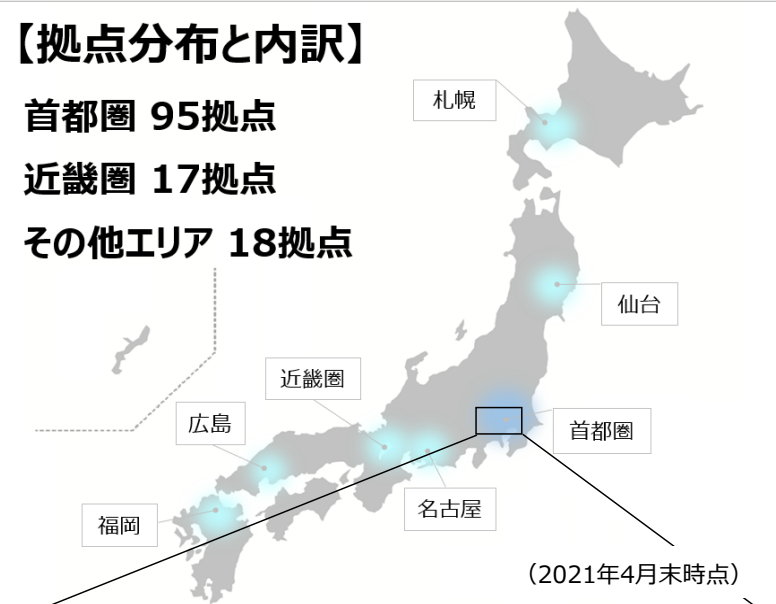 【拠点分布と内訳】
首都圏 95拠点
近畿圏 17拠点
その他エリア 18拠点
札幌
仙台
近畿圏
広島
首都圏
名古屋
福岡
（2021年4月末時点）